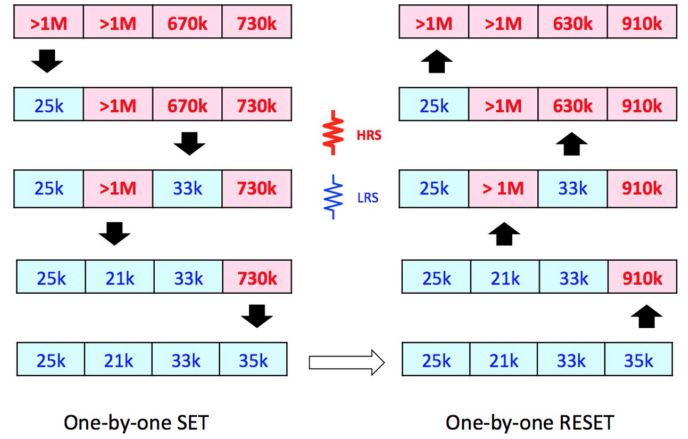 >1M >1M 670k 730k
25k >1M 670k 730k
25k >1M 33k 730k
25k 21k 33k 730k
25k 21k 33k 35k
One-by-one SET
HRS
LRS
>1M >1M 630k 910k
25k >1M 630k 910k
25k > 1M 33k 910k
25k 21k 33k 910k
25k 21k 33k 35k
One-by-one RESET